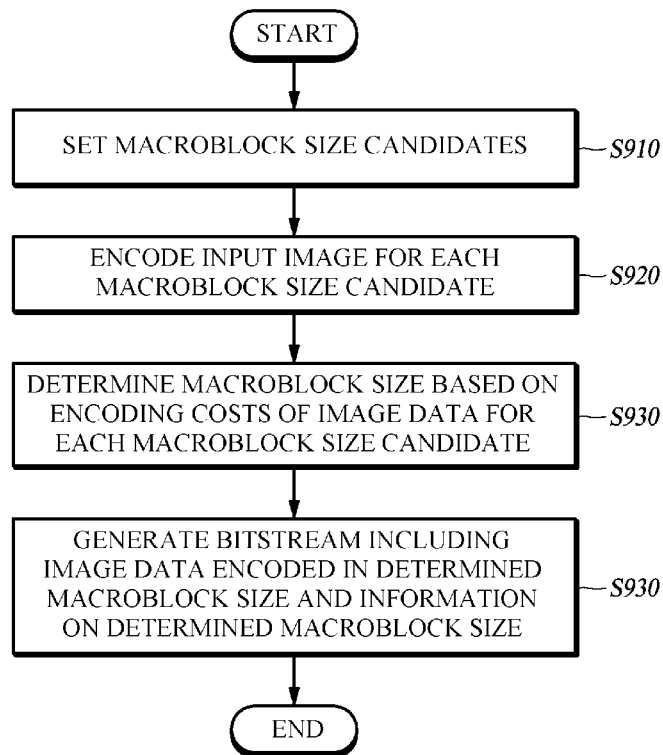 START
SET MACROBLOCK SIZE CANDIDATES
S910
ENCODE INPUT IMAGE FOR EACH
MACROBLOCK SIZE CANDIDATE
S920
DETERMINE MACROBLOCK SIZE BASED ON
ENCODING COSTS OF IMAGE DATA FOR
EACH MACROBLOCK SIZE CANDIDATE
S930
GENERATE BITSTREAM INCLUDING
IMAGE DATA ENCODED IN DETERMINED
MACROBLOCK SIZE AND INFORMATION
ON DETERMINED MACROBLOCK SIZE
S930
END